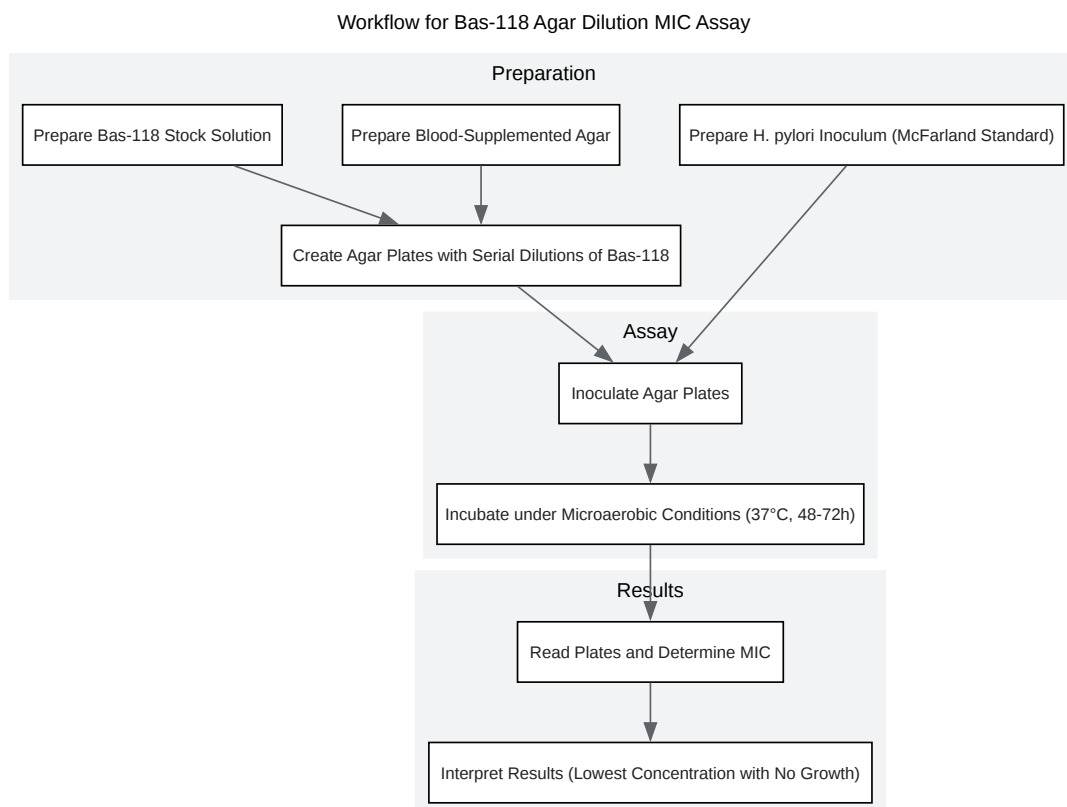 Workflow for Bas-118 Agar Dilution MIC Assay
Preparation
Prepare Bas-118 Stock Solution
Prepare Blood-Supplemented Agar
Prepare H. pylori Inoculum (McFarland Standard)
Create Agar Plates with Serial Dilutions of Bas-118
Assay
Inoculate Agar Plates
Incubate under Microaerobic Conditions (37°C, 48-72h)
Results
Read Plates and Determine MIC
Interpret Results (Lowest Concentration with No Growth)